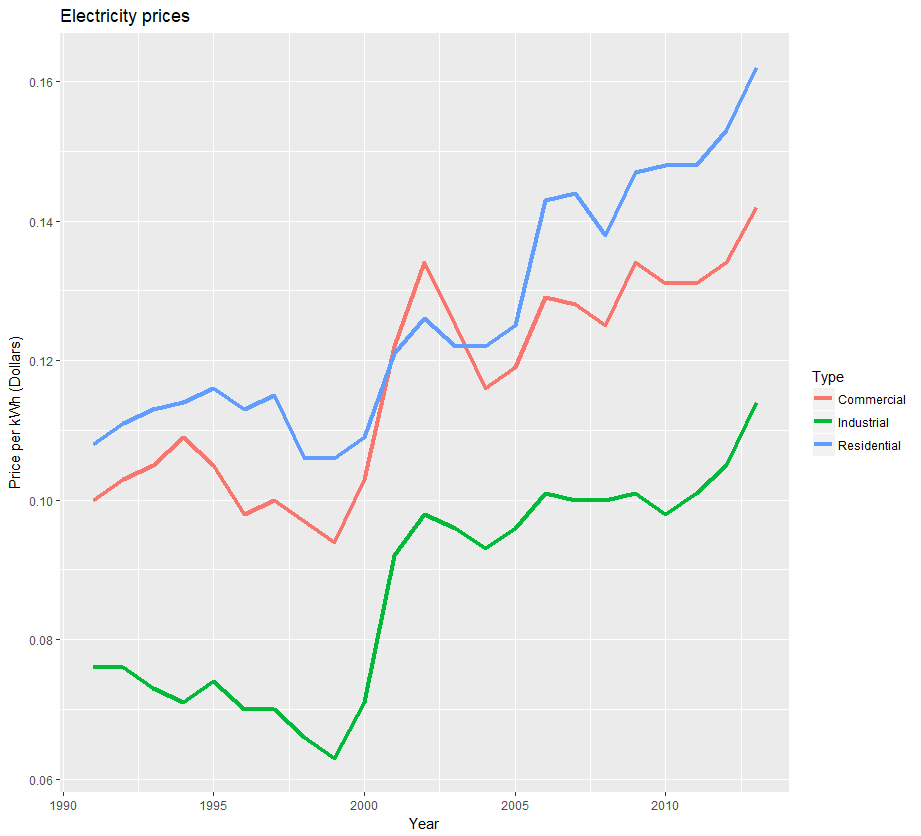 Electricity prices
0.16
0.14
0.12
0.10
0.08
0.06
Price per kWh (Dollars)
1990
1995
2000
2005
2010
Year
Type
Commercial
Industrial
Residential